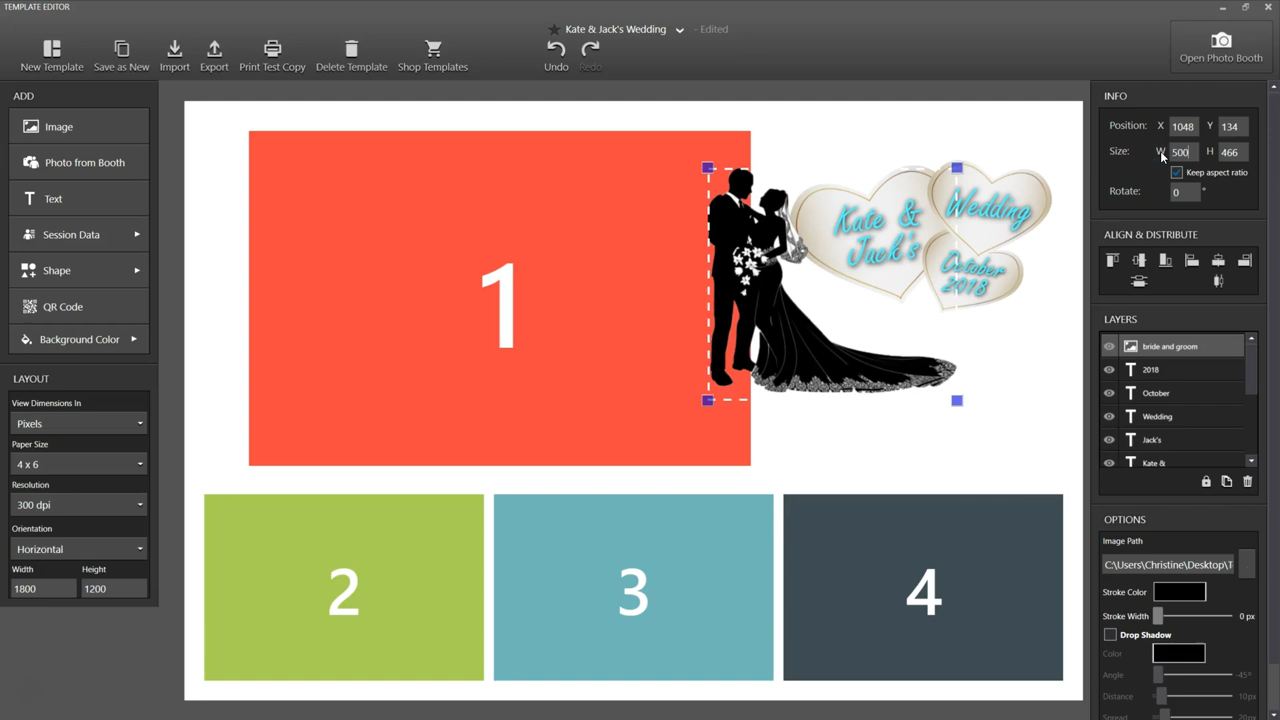 TEMPLATE EDITOR
Kate & Jack's Wedding - Edited
New Template Save as New Import Export Print Test Copy Delete Template Shop Templates Undo Redo Open Photo Booth
ADD
Image
Photo from Booth
Text
Session Data
Shape
QR Code
Background Color
LAYOUT
View Dimensions In
Pixels
Paper Size
4 x 6
Resolution
300 dpi
Orientation
Horizontal
Width Height
1800 1200
1
Kate &
Jack's
Wedding
October
2018
2 3 4
INFO
Position: X 1048 Y 134
Size: W 500 H 466
Keep aspect ratio
Rotate: 0 °
ALIGN & DISTRIBUTE
LAYERS
bride and groom
T 2018
T October
T Wedding
T Jack's
T Kate &
OPTIONS
Image Path
C:\Users\Christine\Desktop\T
Stroke Color
Stroke Width 0 px
Drop Shadow
Color
Angle -45°
Distance 10px
Spread 20px